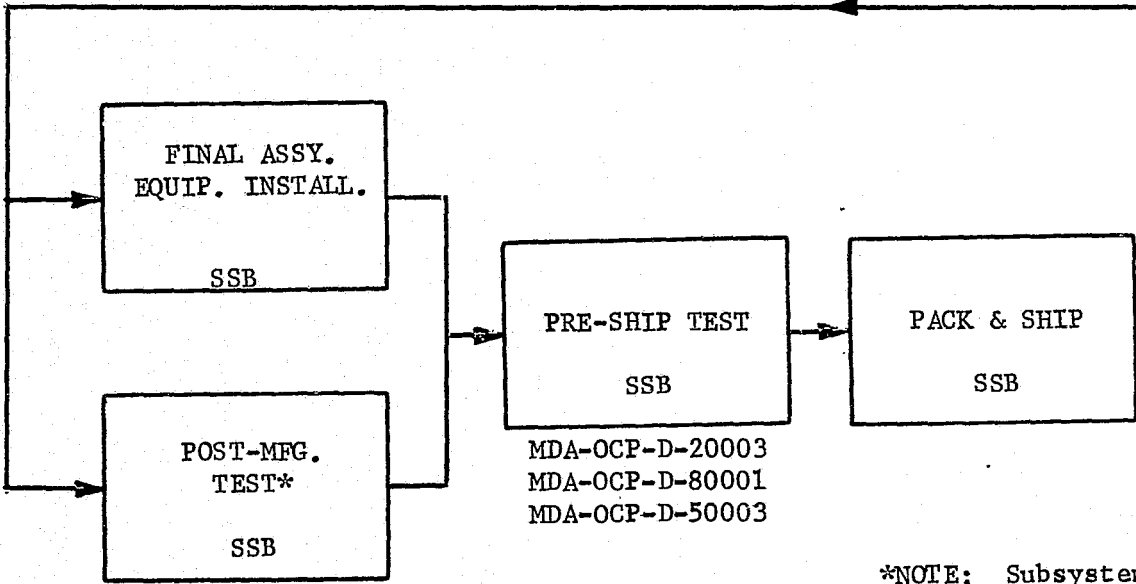 FINAL ASSY.
EQUIP. INSTALL.
SSB
POST-MFG.
TEST*
SSB
PRE-SHIP TEST
SSB
MDA-OCP-D-20003
MDA-OCP-D-80001
MDA-OCP-D-50003
PACK & SHIP
SSB
*NOTE: Subsystem